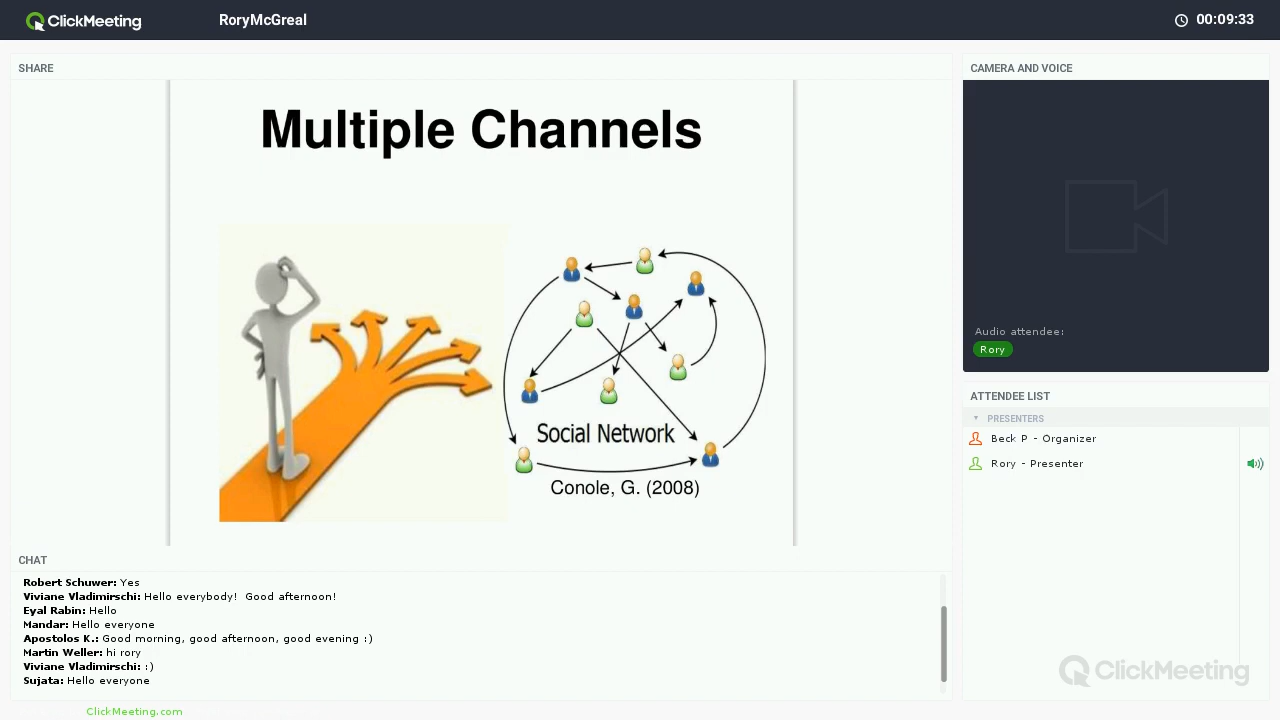 ClickMeeting
RoryMcGreal
00:09:33
SHARE
Multiple Channels
Social Network
Conole, G. (2008)
CAMERA AND VOICE
Audio attendee:
Rory
ATTENDEE LIST
PRESENTERS
Beck P - Organizer
Rory - Presenter
CHAT
Robert Schuwer: Yes
Viviane Vladimirschi: Hello everybody!  Good afternoon!
Eyal Rabin: Hello
Mandar: Hello everyone
Apostolos K.: Good morning, good afternoon, good evening :)
Martin Weller: hi rory
Viviane Vladimirschi: :)
Sujata: Hello everyone
ClickMeeting
ClickMeeting.com